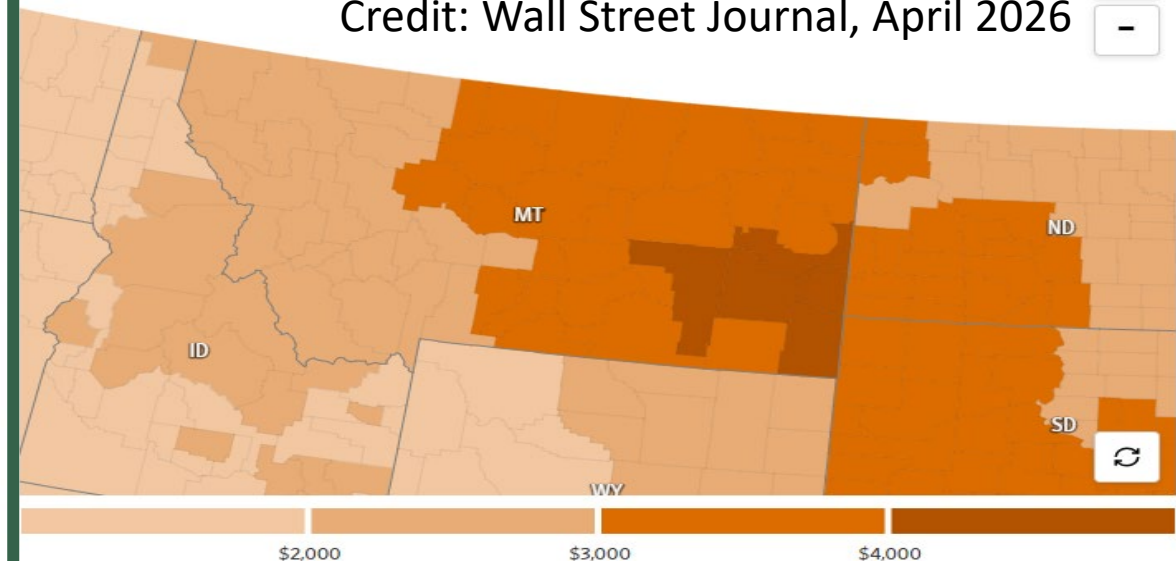 Credit: Wall Street Journal, April 2026
-
MT
ND
ID
SD
WY
$2,000 $3,000 $4,000